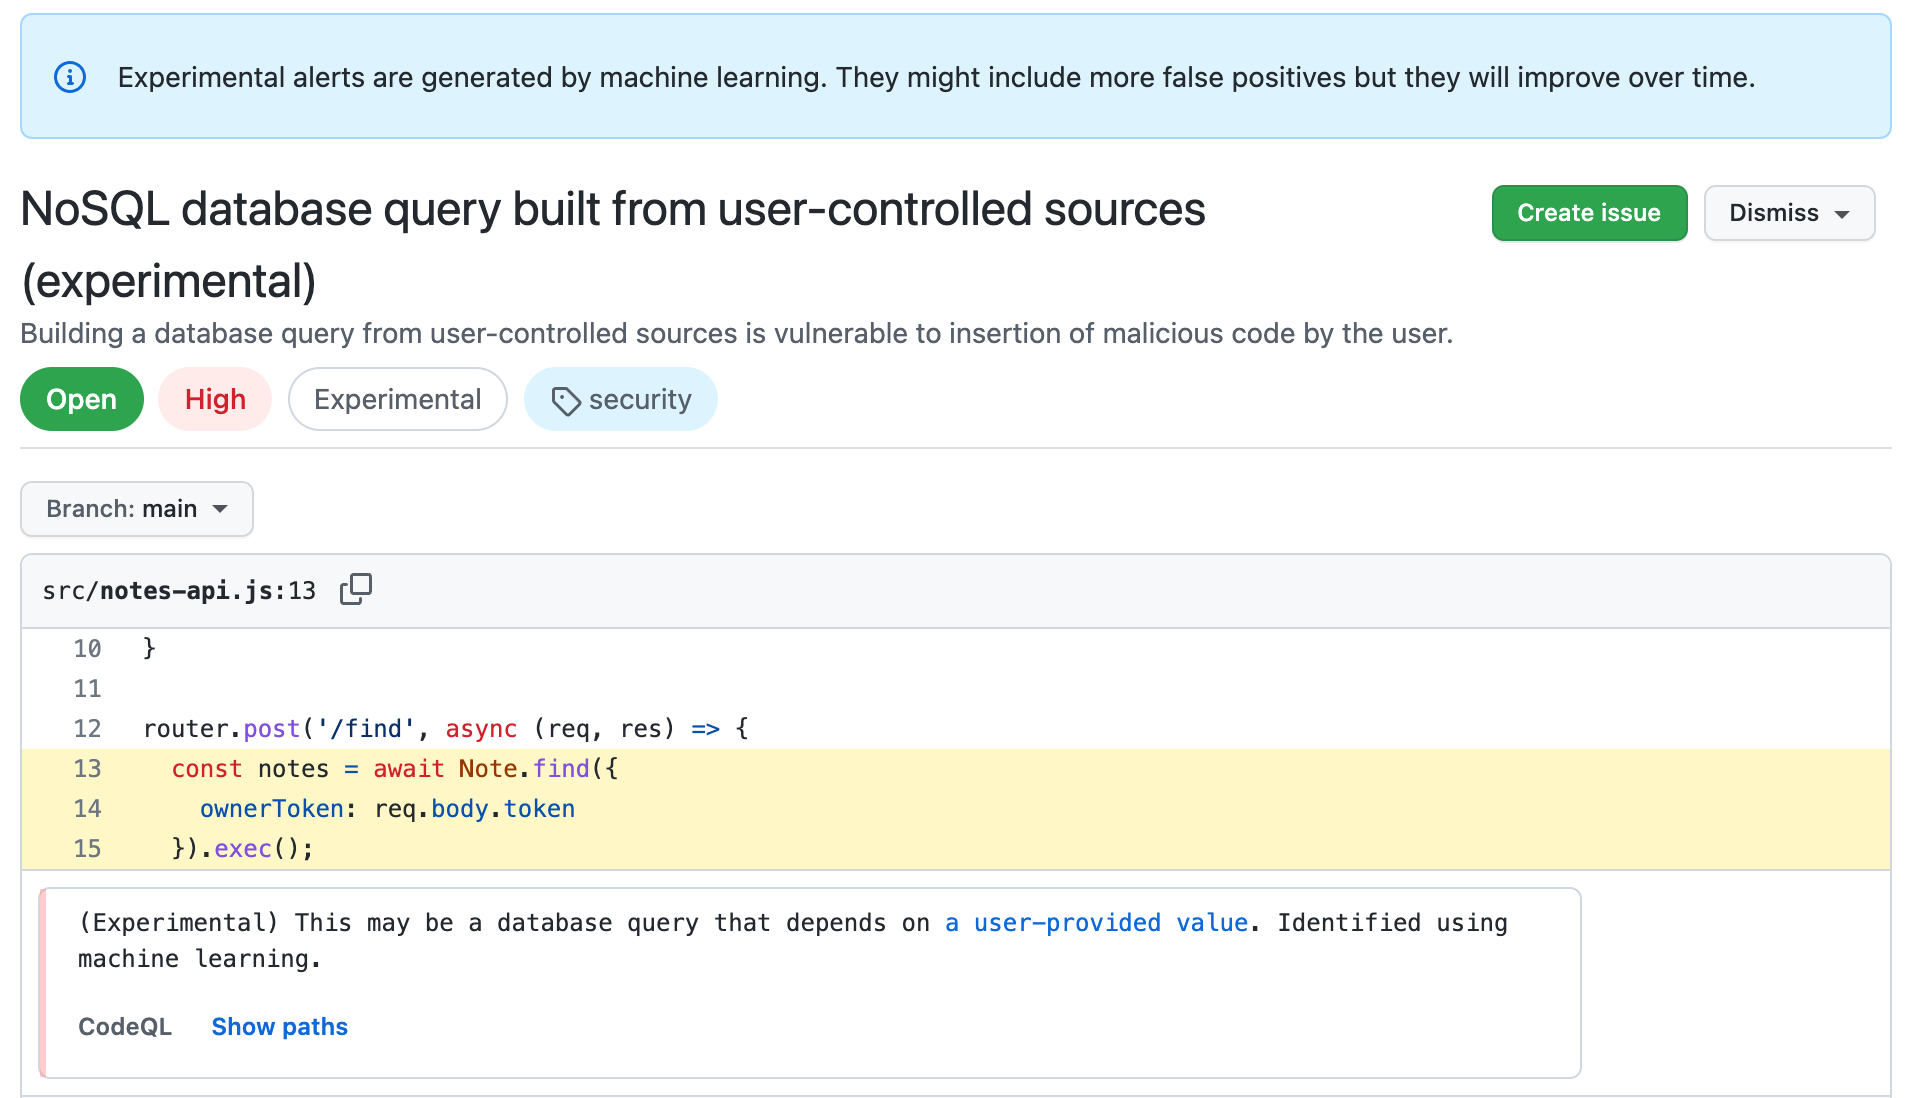 Experimental alerts are generated by machine learning. They might include more false positives but they will improve over time.
NoSQL database query built from user-controlled sources
(experimental)
Create issue
Dismiss
Building a database query from user-controlled sources is vulnerable to insertion of malicious code by the user.
Open
High
Experimental
security
Branch: main
src/notes-api.js:13
10 }
11
12 router.post('/find', async (req, res) => {
13 const notes = await Note.find({
14 ownerToken: req.body.token
15 }).exec();
(Experimental) This may be a database query that depends on a user-provided value. Identified using
machine learning.
CodeQL
Show paths